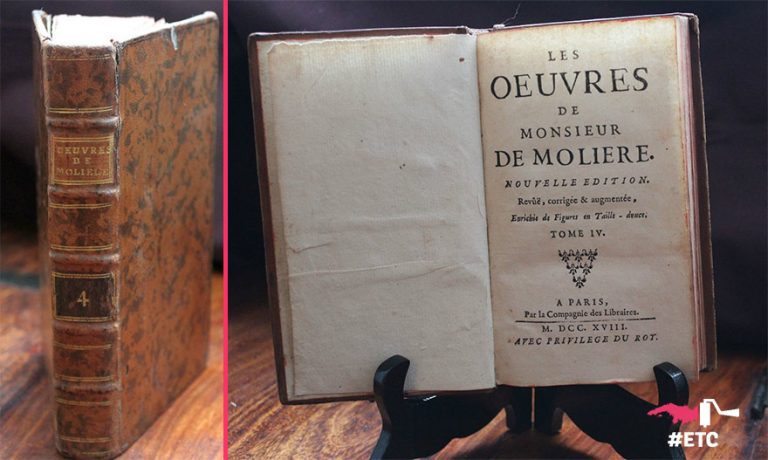 OEUVRES
DE
MOLIELE
4
LES
OEUVRES
DE
MONSIEUR
DE MOLIERE.
NOUVELLE EDITION.
Revûë, corrigée & augmentée,
Enrichie de Figures en Taille-douce.
TOME IV.
A PARIS,
Par la Compagnie des Libraires.
M. DCC. XVIII.
AVEC PRIVILEGE DU ROY.
#ETC